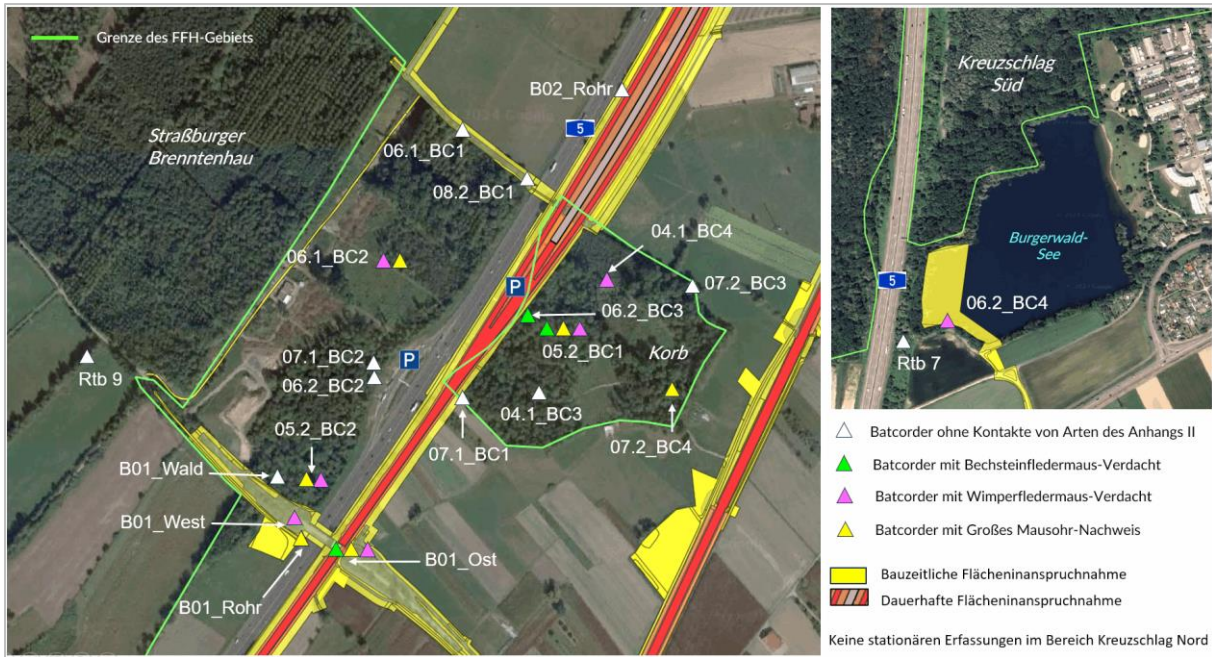 Grenze des FFH-Gebiets
Straßburger
Brenntenhau
B02_Rohr
5
06.1_BC1
08.2_BC1
06.1_BC2
04.1_BC4
P
07.2_BC3
06.2_BC3
05.2_BC1
Korb
Rtb 9
07.1_BC2
06.2_BC2
P
04.1_BC3
07.2_BC4
07.1_BC1
05.2_BC2
B01_Wald
B01_West
B01_Ost
B01_Rohr
Kreuzschlag
Süd
Burgerwald-
See
5
06.2_BC4
Rtb 7
Batcorder ohne Kontakte von Arten des Anhangs II
Batcorder mit Bechsteinfledermaus-Verdacht
Batcorder mit Wimperfledermaus-Verdacht
Batcorder mit Großes Mausohr-Nachweis
Bauzeitliche Flächeninanspruchnahme
Dauerhafte Flächeninanspruchnahme
Keine stationären Erfassungen im Bereich Kreuzschlag Nord